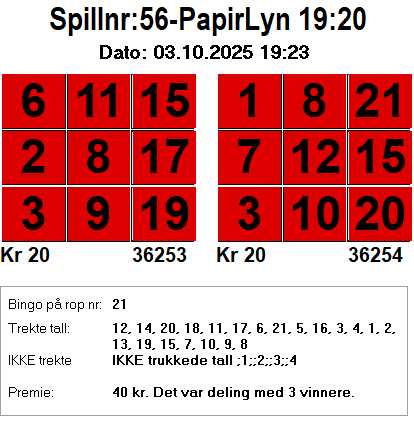 Spillnr:56-PapirLyn 19:20
Dato: 03.10.2025 19:23
6 11 15 1 8 21
2 8 17 7 12 15
3 9 19 3 10 20
Kr 20 36253 Kr 20 36254
Bingo på rop nr: 21
Trekte tall: 12, 14, 20, 18, 11, 17, 6, 21, 5, 16, 3, 4, 1, 2,
13, 19, 15, 7, 10, 9, 8
IKKE trekte IKKE trukkede tall ;1;;2;;3;;4
Premie: 40 kr. Det var deling med 3 vinnere.